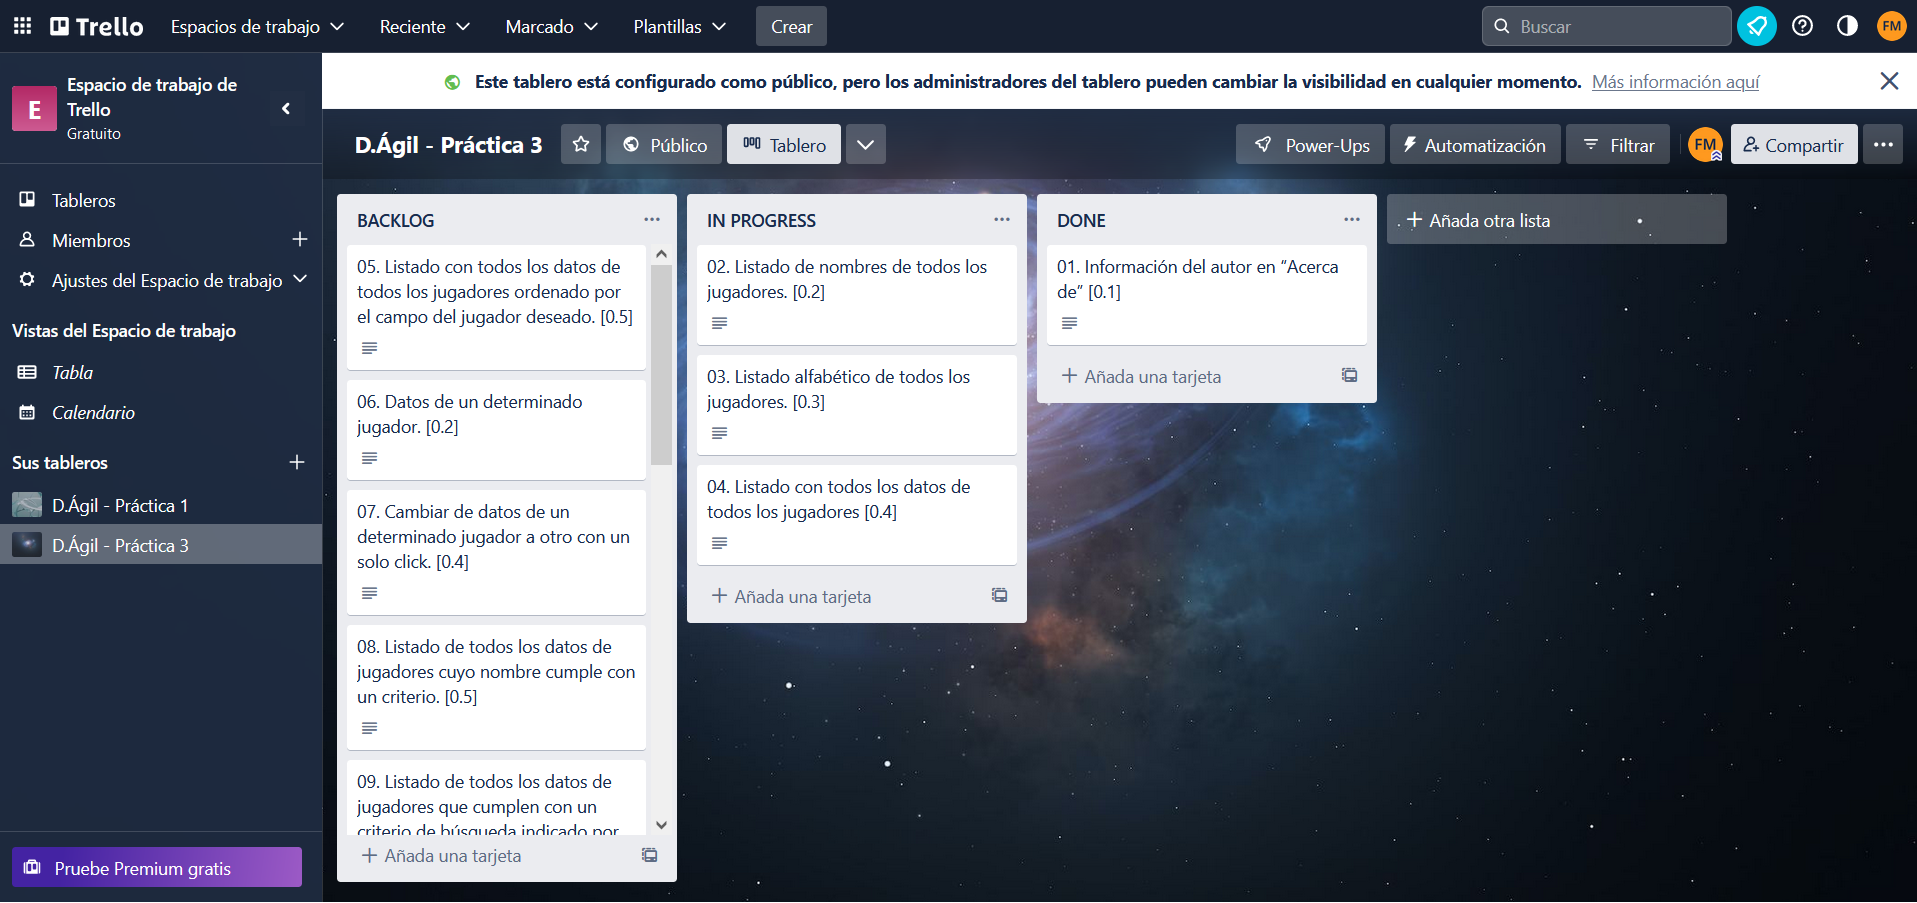 Trello
Espacios de trabajo
Reciente
Marcado
Plantillas
Crear
Buscar
FM
E
Espacio de trabajo de
Trello
Gratuito
Este tablero está configurado como público, pero los administradores del tablero pueden cambiar la visibilidad en cualquier momento. Más información aquí
D.Ágil - Práctica 3
Público
Tablero
Power-Ups
Automatización
Filtrar
FM
Compartir
Tableros
Miembros
Ajustes del Espacio de trabajo
Vistas del Espacio de trabajo
Tabla
Calendario
Sus tableros
D.Ágil - Práctica 1
D.Ágil - Práctica 3
Pruebe Premium gratis
BACKLOG
05. Listado con todos los datos de
todos los jugadores ordenado por
el campo del jugador deseado. [0.5]
06. Datos de un determinado
jugador. [0.2]
07. Cambiar de datos de un
determinado jugador a otro con un
solo click. [0.4]
08. Listado de todos los datos de
jugadores cuyo nombre cumple con
un criterio. [0.5]
09. Listado de todos los datos de
jugadores que cumplen con un
criterio de búsqueda indicado por
Añada una tarjeta
IN PROGRESS
02. Listado de nombres de todos los
jugadores. [0.2]
03. Listado alfabético de todos los
jugadores. [0.3]
04. Listado con todos los datos de
todos los jugadores [0.4]
Añada una tarjeta
DONE
01. Información del autor en “Acerca
de” [0.1]
Añada una tarjeta
Añada otra lista